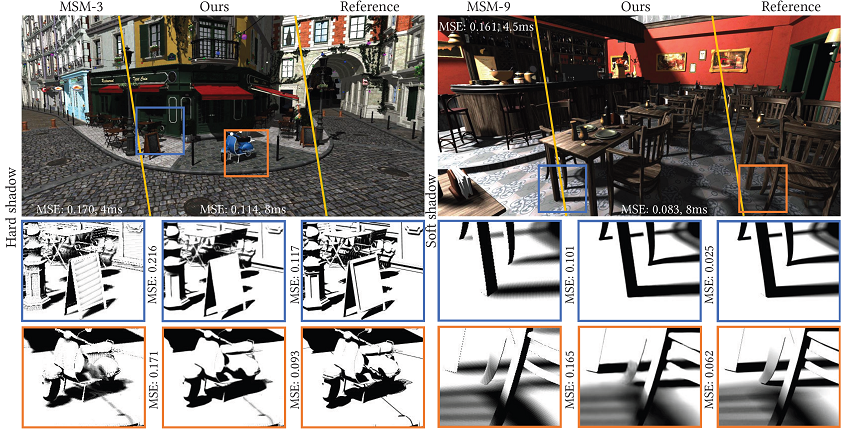 MSM-3 Ours Reference MSM-9 Ours Reference
MSE: 0.161, 4.5ms
MSE: 0.170, 4ms MSE: 0.114, 8ms MSE: 0.083, 8ms
Hard shadow
Soft shadow
MSE: 0.216 MSE: 0.117 MSE: 0.101 MSE: 0.025
MSE: 0.171 MSE: 0.093 MSE: 0.165 MSE: 0.062